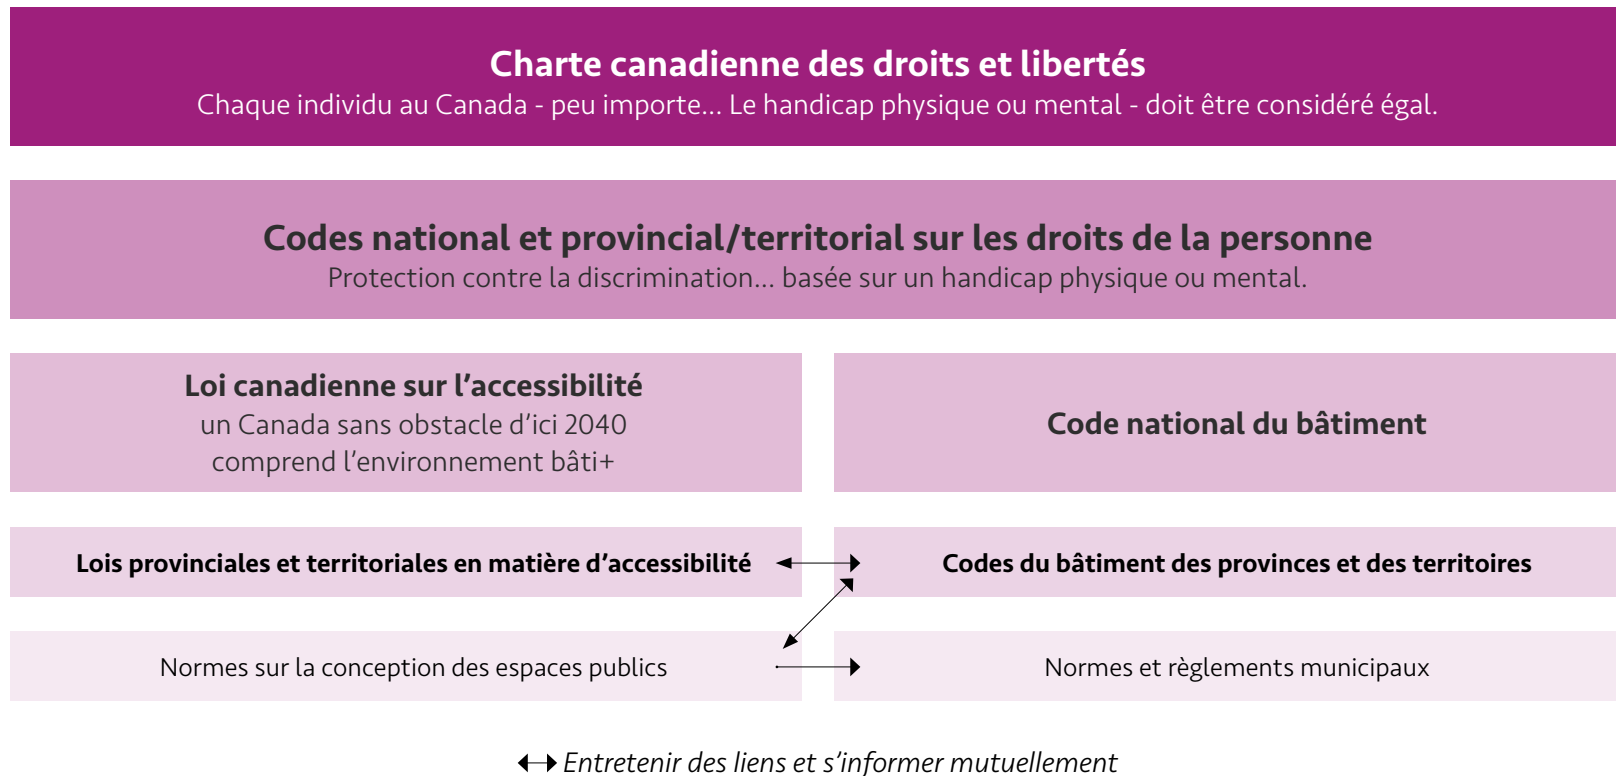 Charte canadienne des droits et libertés
Chaque individu au Canada - peu importe... Le handicap physique ou mental - doit être considéré égal.
Codes national et provincial/territorial sur les droits de la personne
Protection contre la discrimination... basée sur un handicap physique ou mental.
Loi canadienne sur l’accessibilité
un Canada sans obstacle d’ici 2040
comprend l’environnement bâti+
Code national du bâtiment
Lois provinciales et territoriales en matière d’accessibilité
Codes du bâtiment des provinces et des territoires
Normes sur la conception des espaces publics
Normes et règlements municipaux
Entretenir des liens et s’informer mutuellement